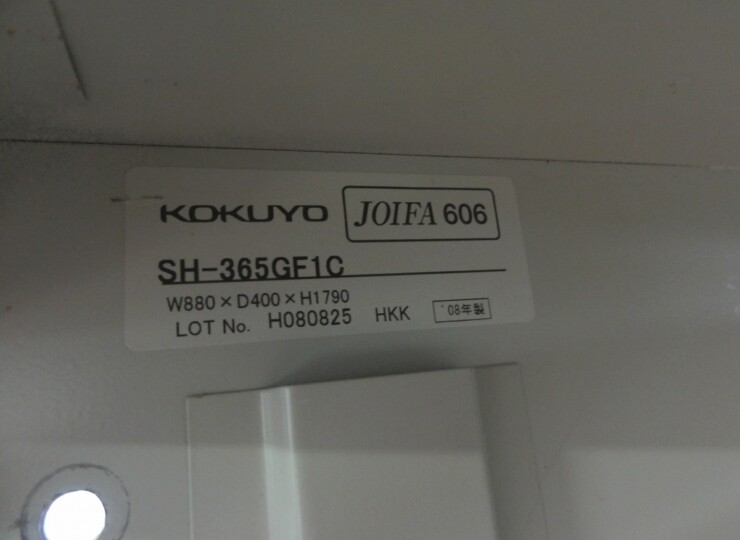 KOKUYO JOIFA 606
SH-365GF1C
W880×D400×H1790
LOT No. H080825 HKK '08年製